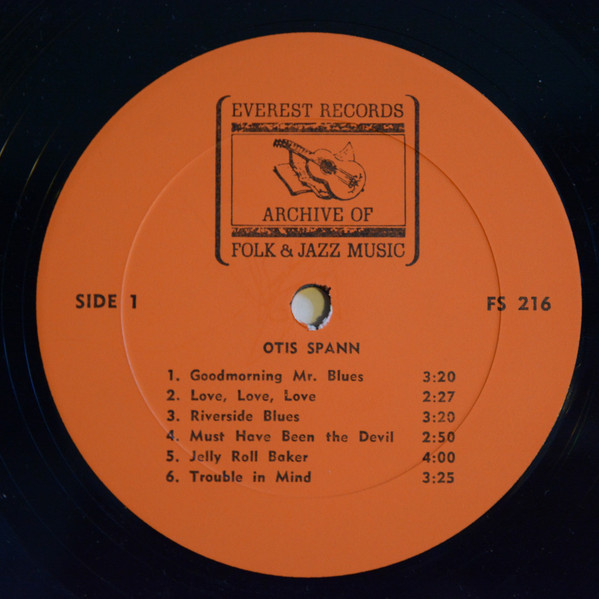 EVEREST RECORDS
ARCHIVE OF
FOLK & JAZZ MUSIC
SIDE 1
FS 216
OTIS SPANN
1. Goodmorning Mr. Blues 3:20
2. Love, Love, Love 2:27
3. Riverside Blues 3:20
4. Must Have Been the Devil 2:50
5. Jelly Roll Baker 4:00
6. Trouble in Mind 3:25